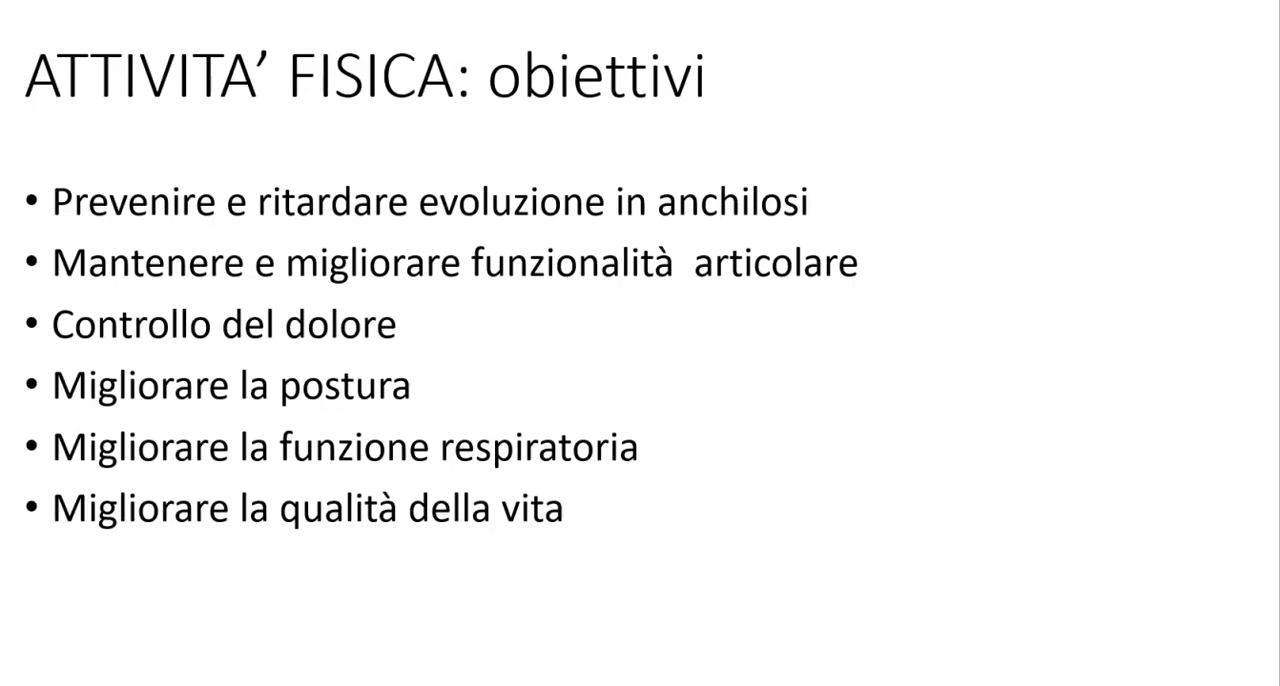 ATTIVITA’ FISICA: obiettivi
• Prevenire e ritardare evoluzione in anchilosi
• Mantenere e migliorare funzionalità  articolare
• Controllo del dolore
• Migliorare la postura
• Migliorare la funzione respiratoria
• Migliorare la qualità della vita